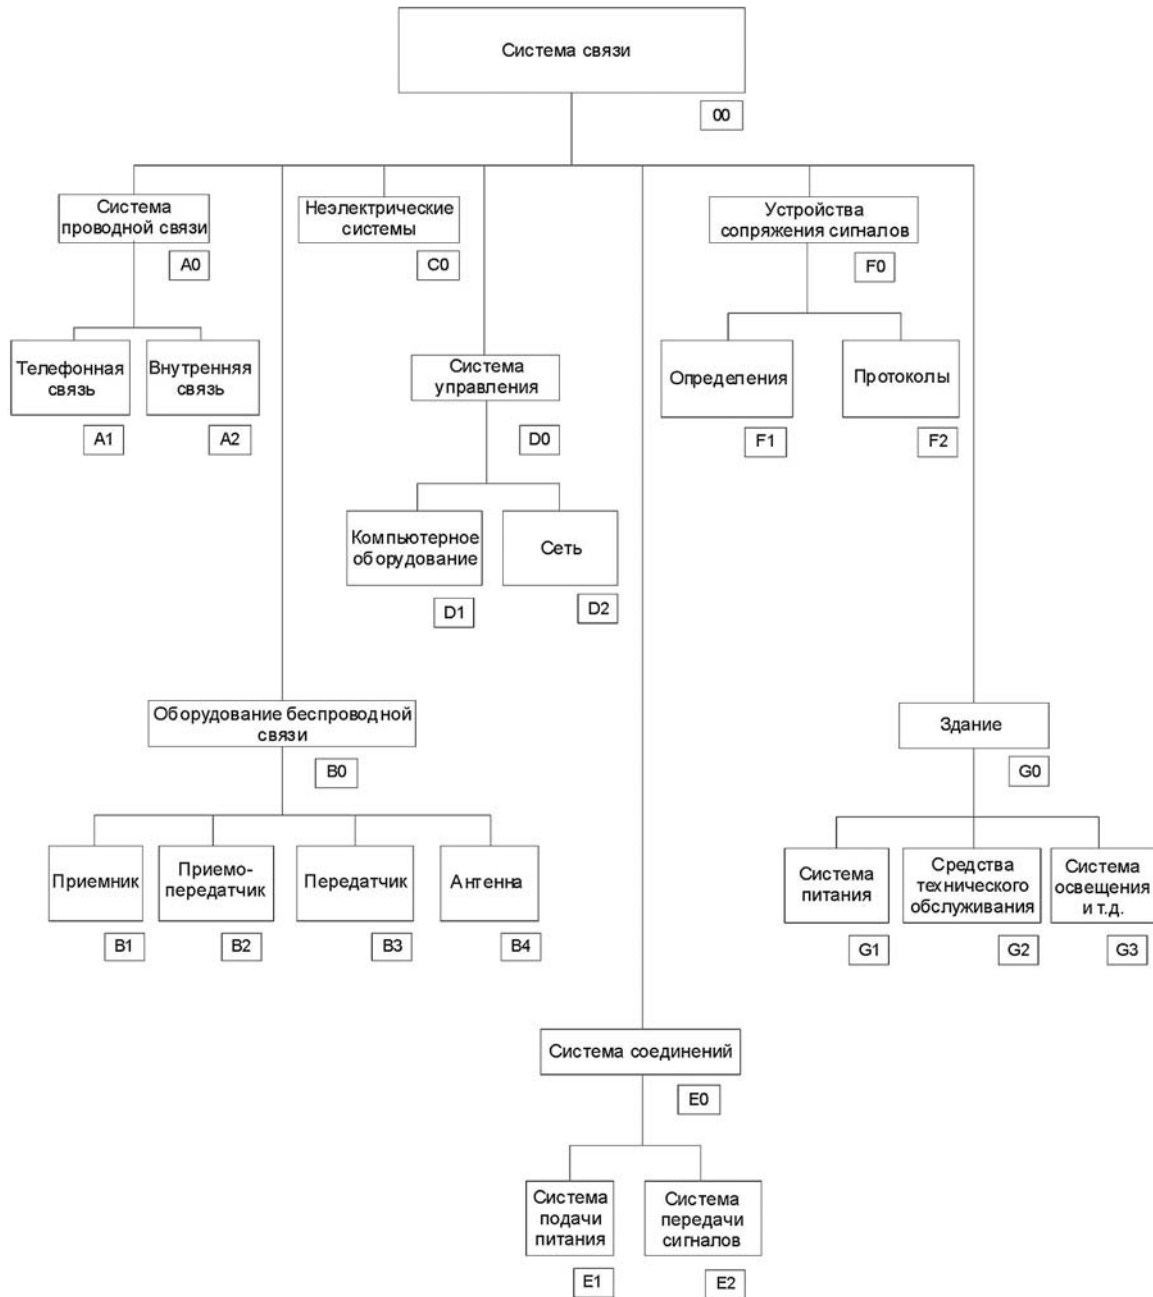 Система связи
00
Система
проводной связи
A0
Неэлектрические
системы
C0
Устройства
сопряжения сигналов
F0
Телефонная
связь
A1
Внутренняя
связь
A2
Система
управления
D0
Определения
F1
Протоколы
F2
Компьютерное
оборудование
D1
Сеть
D2
Оборудование беспроводной
связи
B0
Здание
G0
Приемник
B1
Приемо-
передатчик
B2
Передатчик
B3
Антенна
B4
Система
питания
G1
Средства
технического
обслуживания
G2
Система
освещения
и т.д.
G3
Система соединений
E0
Система
подачи
питания
E1
Система
передачи
сигналов
E2